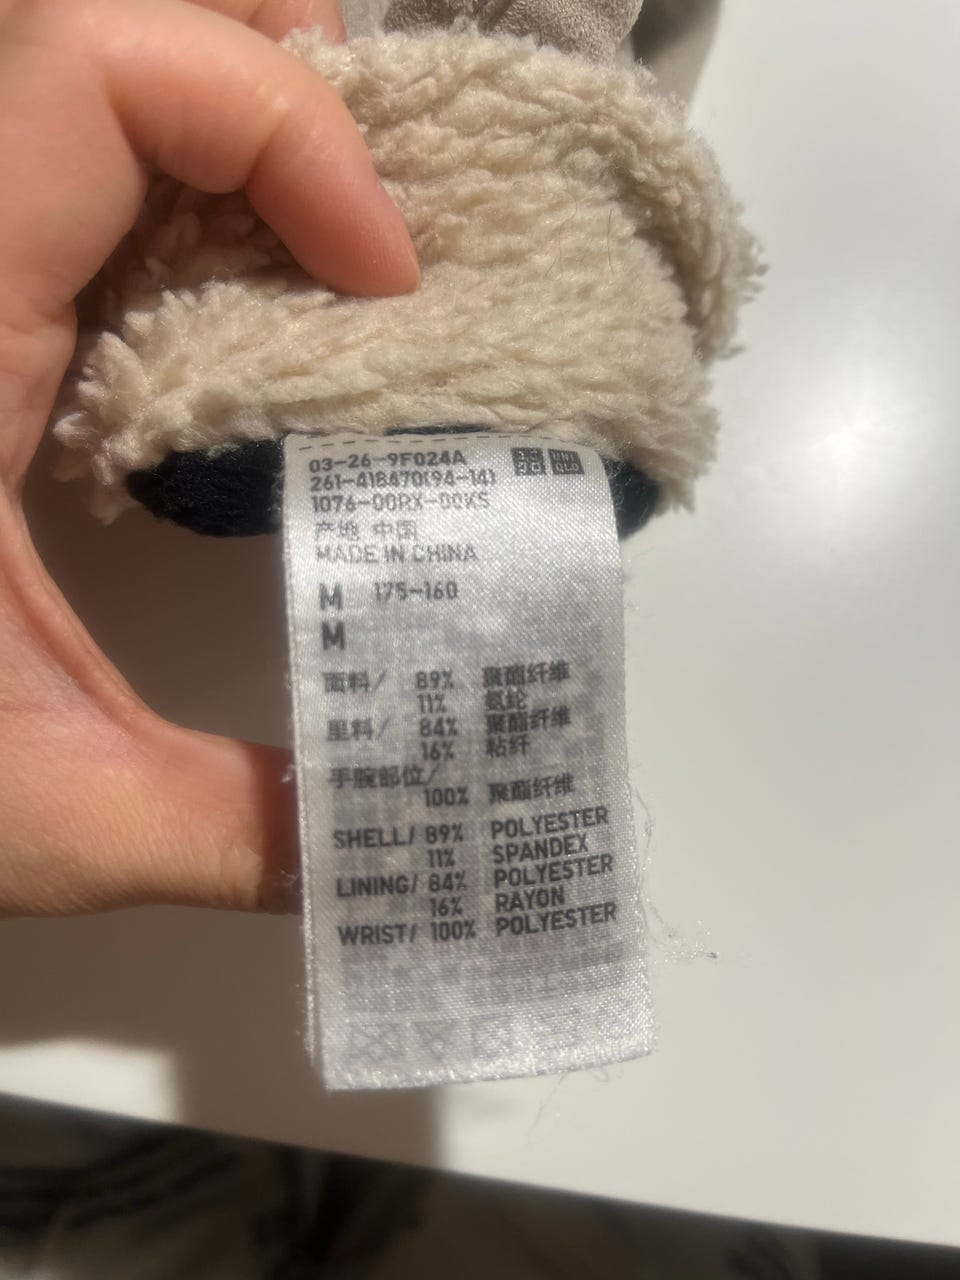 03-26-9F024A
261-418470(94-14)
UNI
QLO
1076-00RX-00KS
产地 中国
MADE IN CHINA
M 175-160
M
面料/ 89% 聚酯纤维
11% 氨纶
里料/ 84% 聚酯纤维
16% 粘纤
手腕部位/
100% 聚酯纤维
SHELL/ 89% POLYESTER
11% SPANDEX
LINING/ 84% POLYESTER
16% RAYON
WRIST/ 100% POLYESTER